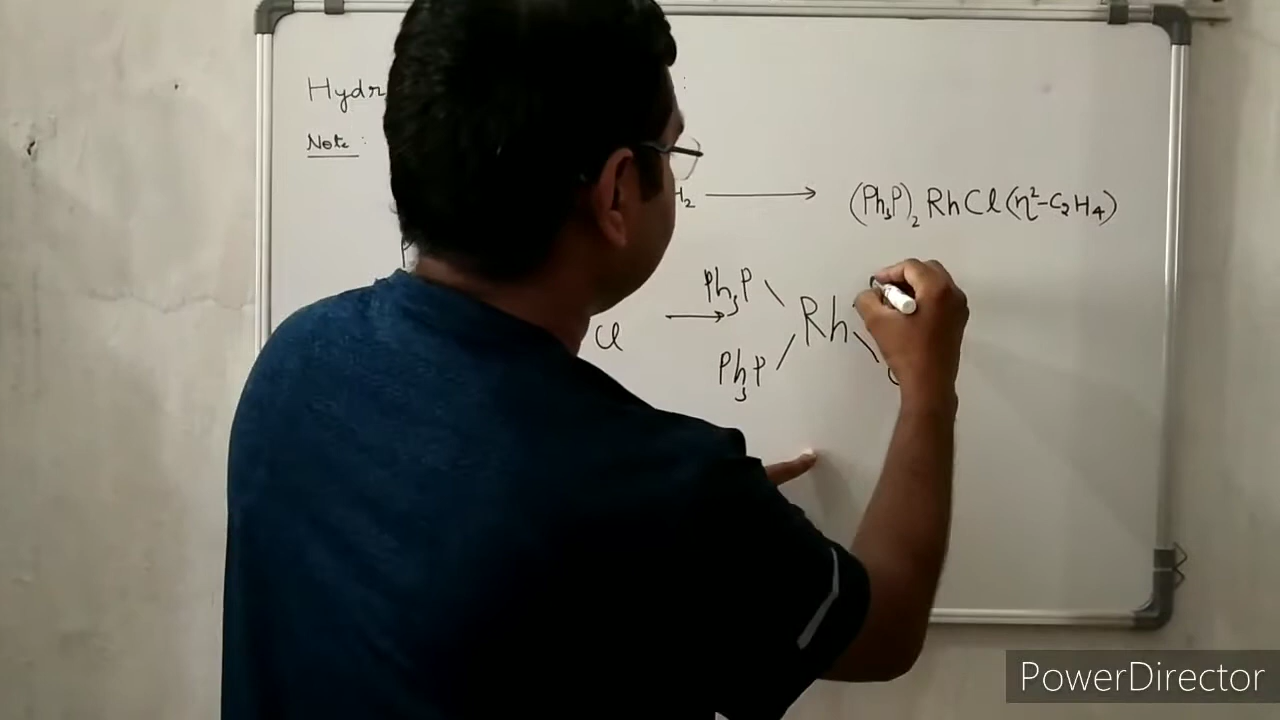 Hydr :
Note :
H₂ ⟶ (Ph₃P)₂ RhCl(η²-C₂H₄)
Ph₃P
Cl ⟶ Rh
Ph₃P
PowerDirector